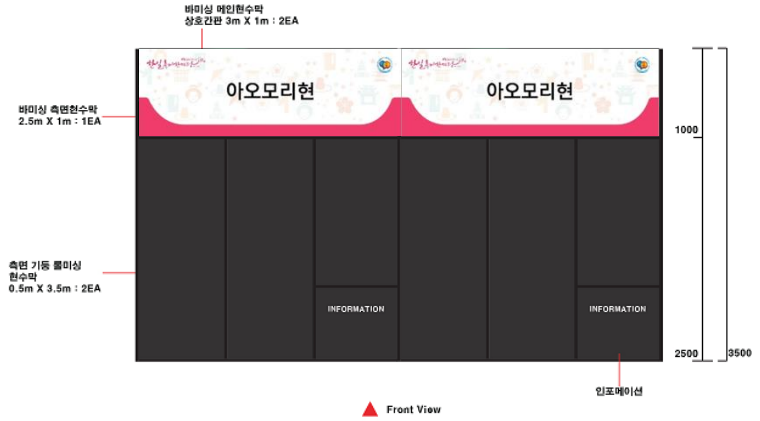 바미싱 메인현수막
상호간판 3m X 1m : 2EA
아오모리현
아오모리현
바미싱 측면현수막
2.5m X 1m : 1EA
1000
측면 기둥 롤미싱
현수막
0.5m X 3.5m : 2EA
INFORMATION
INFORMATION
2500
3500
인포메이션
Front View